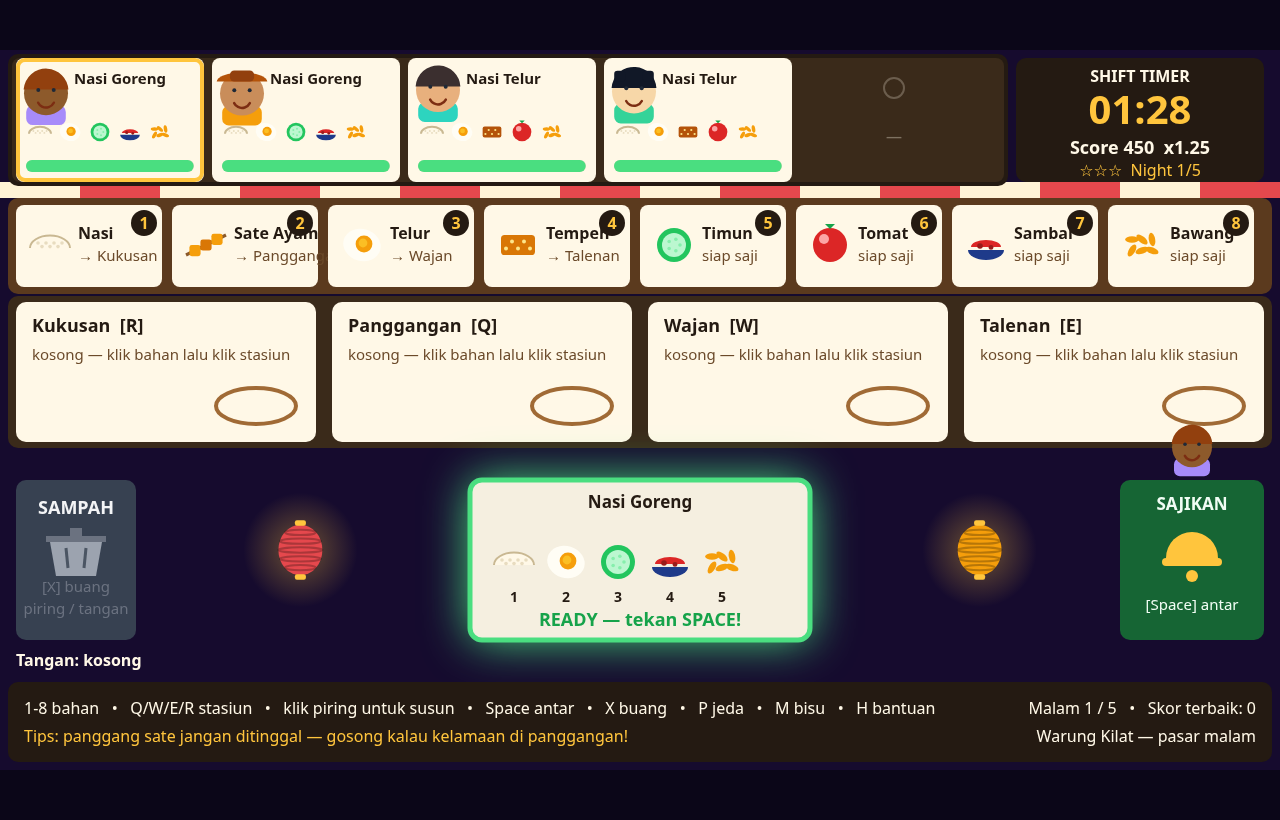 Nasi Goreng
Nasi Goreng
Nasi Telur
Nasi Telur
—
SHIFT TIMER
01:28
Score 450 x1.25
☆☆☆ Night 1/5
Nasi
→ Kukusan
1
Sate Ayam
→ Panggang
2
Telur
→ Wajan
3
Tempeh
→ Talenan
4
Timun
siap saji
5
Tomat
siap saji
6
Sambal
siap saji
7
Bawang
siap saji
8
Kukusan [R]
kosong — klik bahan lalu klik stasiun
Panggangan [Q]
kosong — klik bahan lalu klik stasiun
Wajan [W]
kosong — klik bahan lalu klik stasiun
Talenan [E]
kosong — klik bahan lalu klik stasiun
SAMPAH
[X] buang
piring / tangan
Nasi Goreng
1 2 3 4 5
READY — tekan SPACE!
SAJIKAN
[Space] antar
Tangan: kosong
1-8 bahan • Q/W/E/R stasiun • klik piring untuk susun • Space antar • X buang • P jeda • M bisu • H bantuan
Malam 1 / 5 • Skor terbaik: 0
Tips: panggang sate jangan ditinggal — gosong kalau kelamaan di panggangan!
Warung Kilat — pasar malam